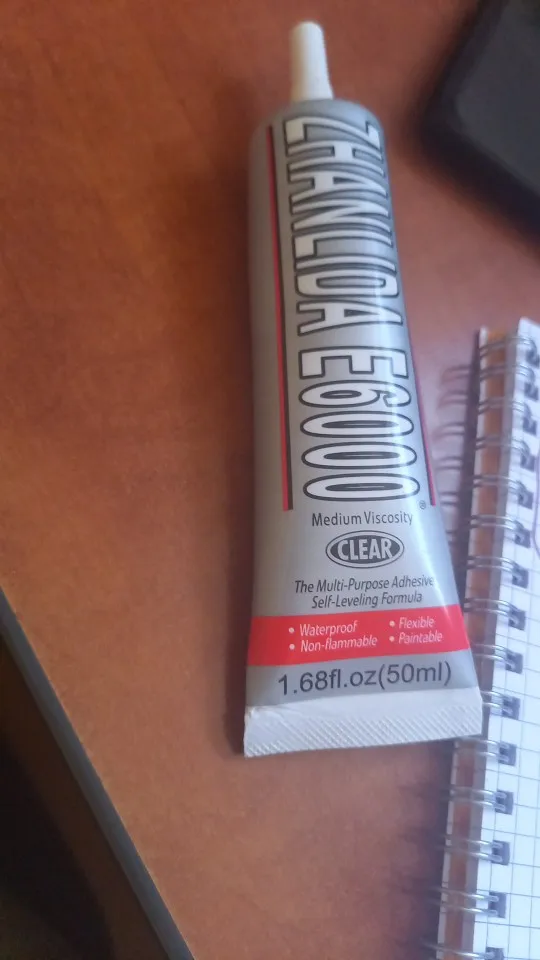 ZHANLIDA E6000
®
Medium Viscosity
CLEAR
The Multi-Purpose Adhesive
Self-Leveling Formula
• Waterproof • Flexible
• Non-flammable • Paintable
1.68fl.oz(50ml)